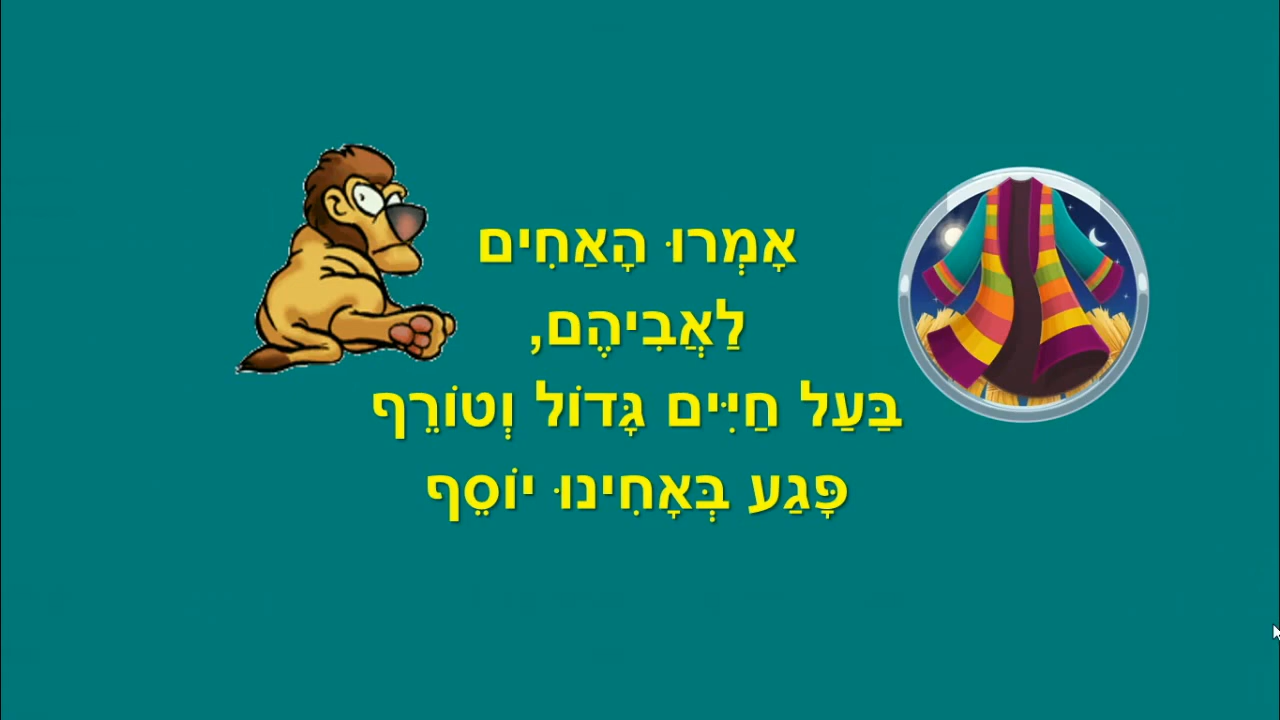 אָמְרוּ הָאַחִים
לַאֲבִיהֶם,
בַּעַל חַיִּים גָּדוֹל וְטוֹרֵף
פָּגַע בְּאָחִינוּ יוֹסֵף